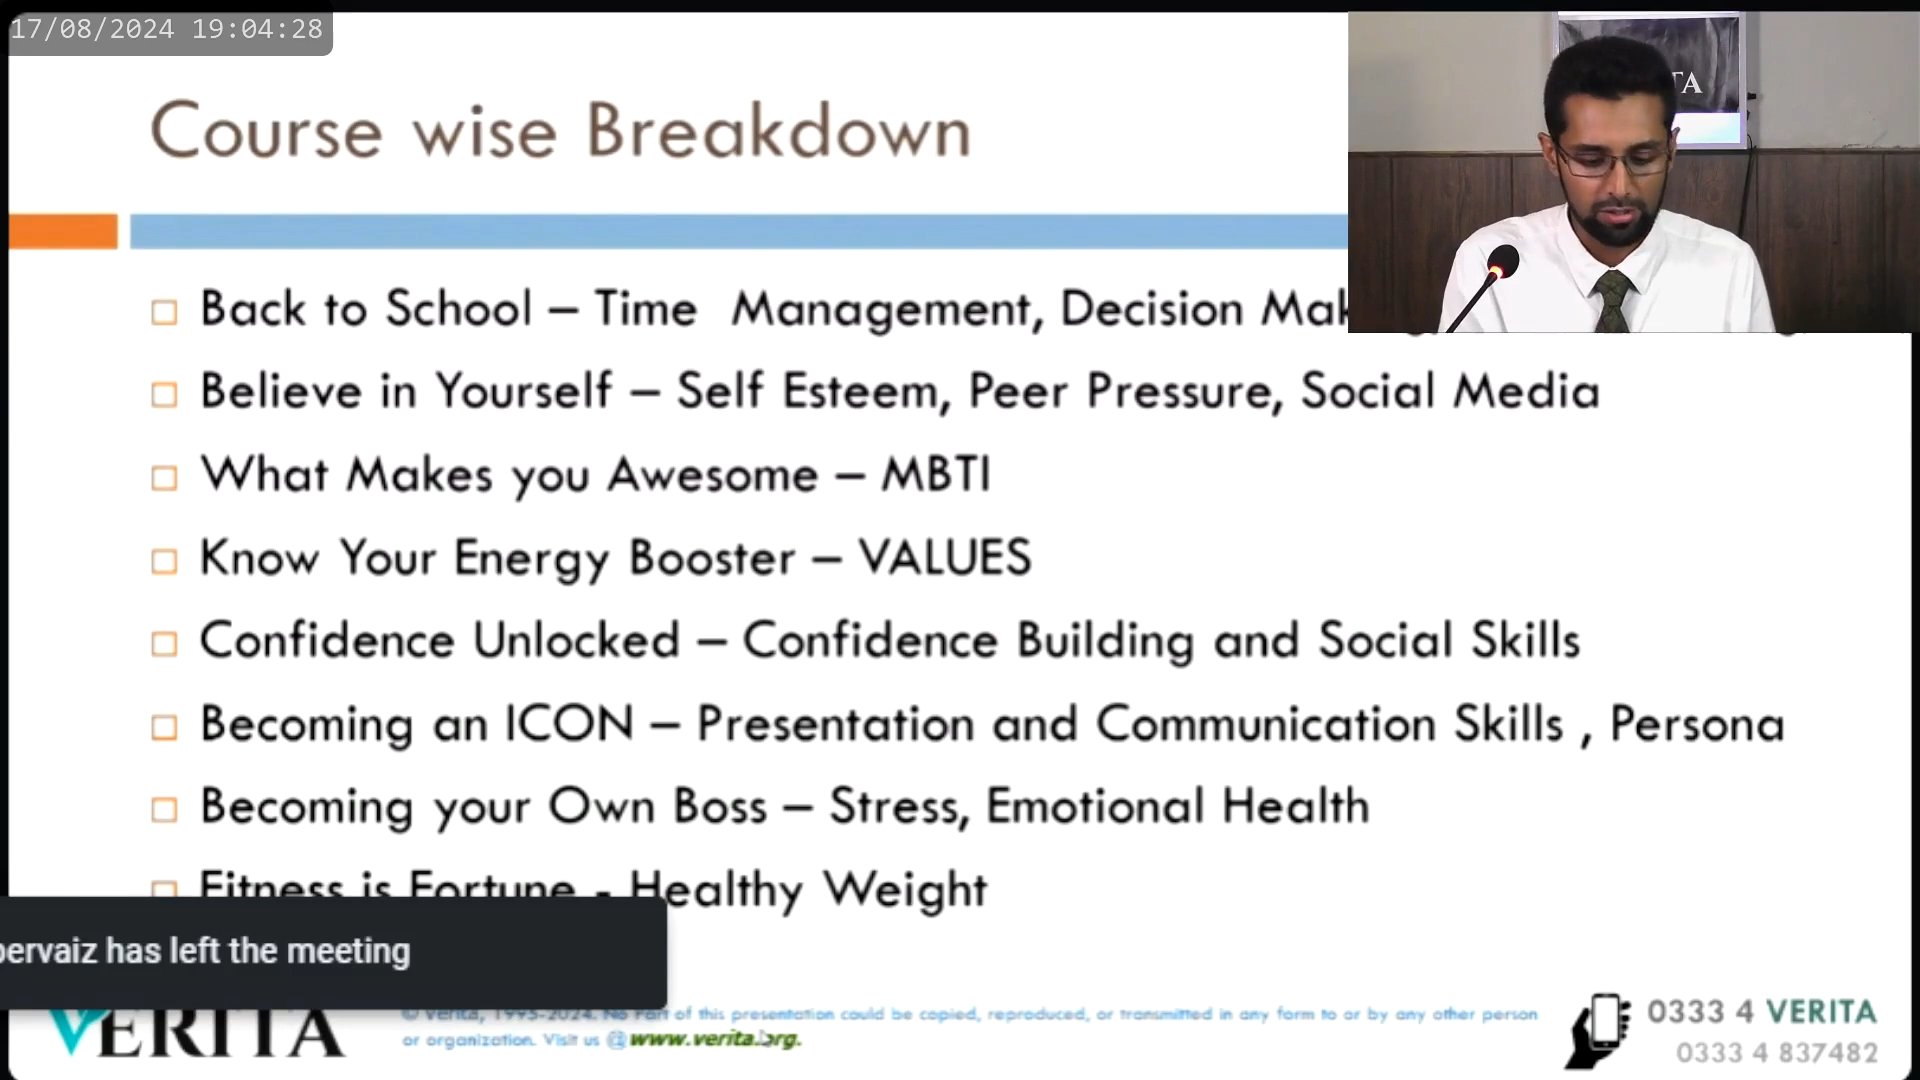 17/08/2024 19:04:28
TA
Course wise Breakdown
Back to School – Time Management, Decision
Believe in Yourself – Self Esteem, Peer Pressure, Social Media
What Makes you Awesome – MBTI
Know Your Energy Booster – VALUES
Confidence Unlocked – Confidence Building and Social Skills
Becoming an ICON – Presentation and Communication Skills , Persona
Becoming your Own Boss – Stress, Emotional Health
Fitness is Fortune - Healthy Weight
pervaiz has left the meeting
VERITA
© Verita, 1995-2024. No Part of this presentation could be copied, reproduced, or transmitted in any form to or by any other person
or organization. Visit us @www.verita.org.
0333 4 VERITA
0333 4 837482